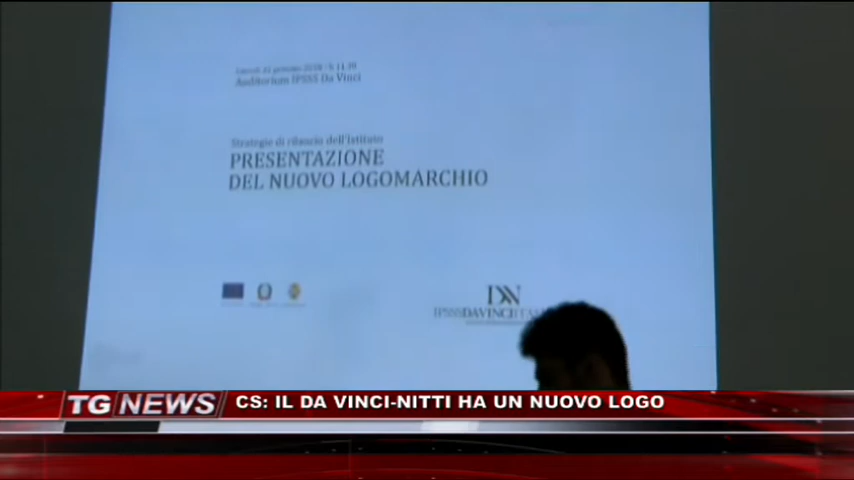 Auditorium IPSSS Da Vinci
Strategie di rilancio dell'Istituto
PRESENTAZIONE
DEL NUOVO LOGOMARCHIO
IPSSSDAVINCI
TG NEWS
CS: IL DA VINCI-NITTI HA UN NUOVO LOGO